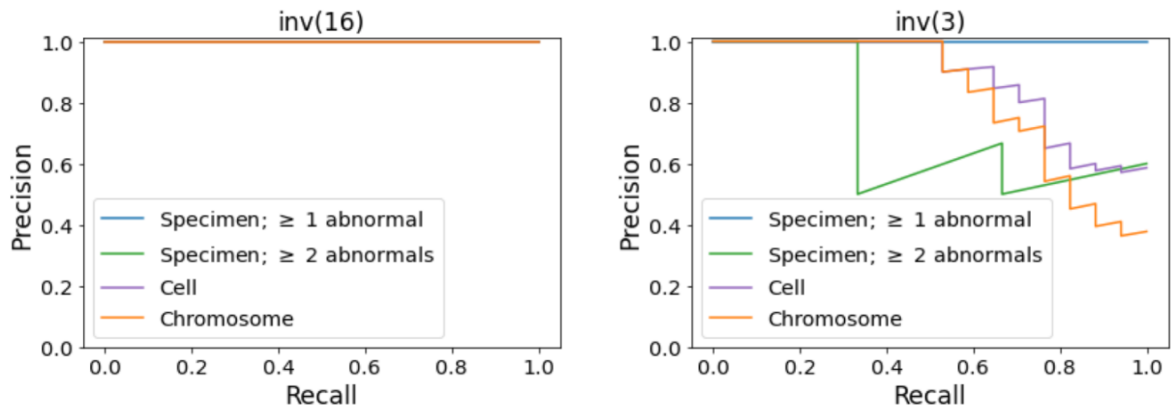 inv(16)
1.0
0.8
0.6
0.4
0.2
0.0
Precision
Specimen; ≥ 1 abnormal
Specimen; ≥ 2 abnormals
Cell
Chromosome
0.0 0.2 0.4 0.6 0.8 1.0
Recall
inv(3)
1.0
0.8
0.6
0.4
0.2
0.0
Precision
Specimen; ≥ 1 abnormal
Specimen; ≥ 2 abnormals
Cell
Chromosome
0.0 0.2 0.4 0.6 0.8 1.0
Recall